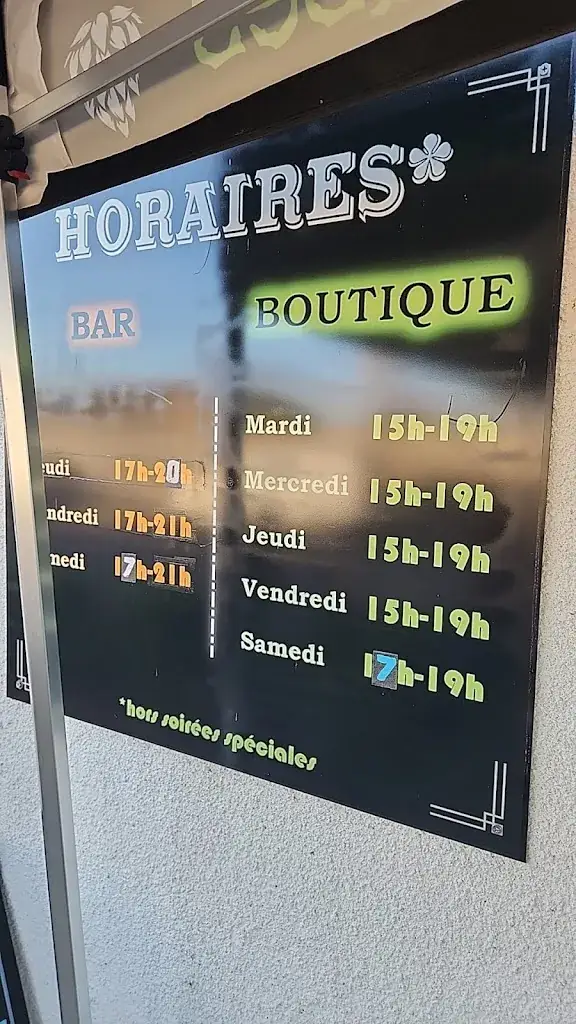 HORAIRES*
BAR
eudi 17h-20h
ndredi 17h-21h
medi 17h-21h
BOUTIQUE
Mardi 15h-19h
Mercredi 15h-19h
Jeudi 15h-19h
Vendredi 15h-19h
Samedi 17h-19h
*hors soirées spéciales